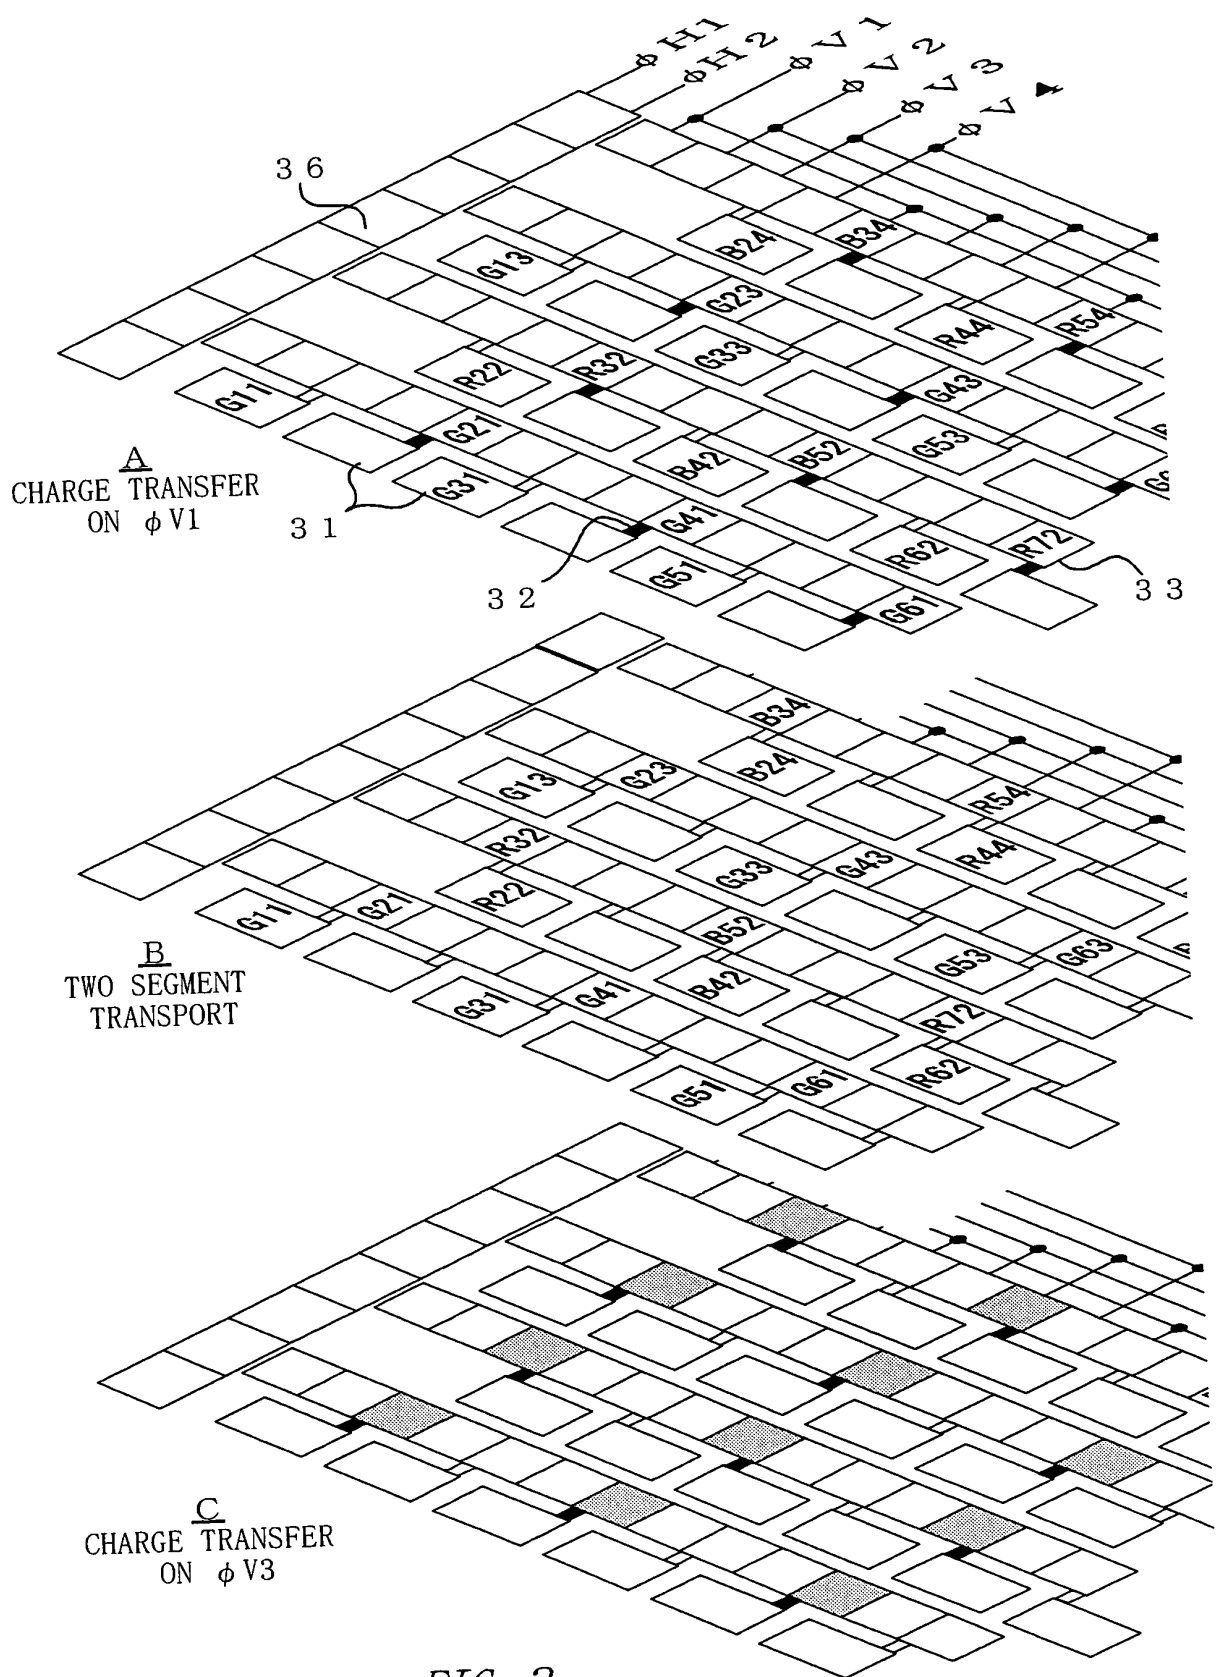 φH1
φH2
φV1
φV2
φV3
φV4
36
B24
B34
G13
G23
R44
R54
G33
G43
R22
R32
G11
G21
B42
B52
G53
G31
G41
R62
R72
G51
G61
31
32
33
A
CHARGE TRANSFER
ON φV1
B34
B24
G13
G23
R54
R44
R32
R22
G33
G43
G11
G21
B52
B42
G53
G63
G31
G41
R72
R62
G51
G61
B
TWO SEGMENT
TRANSPORT
C
CHARGE TRANSFER
ON φV3